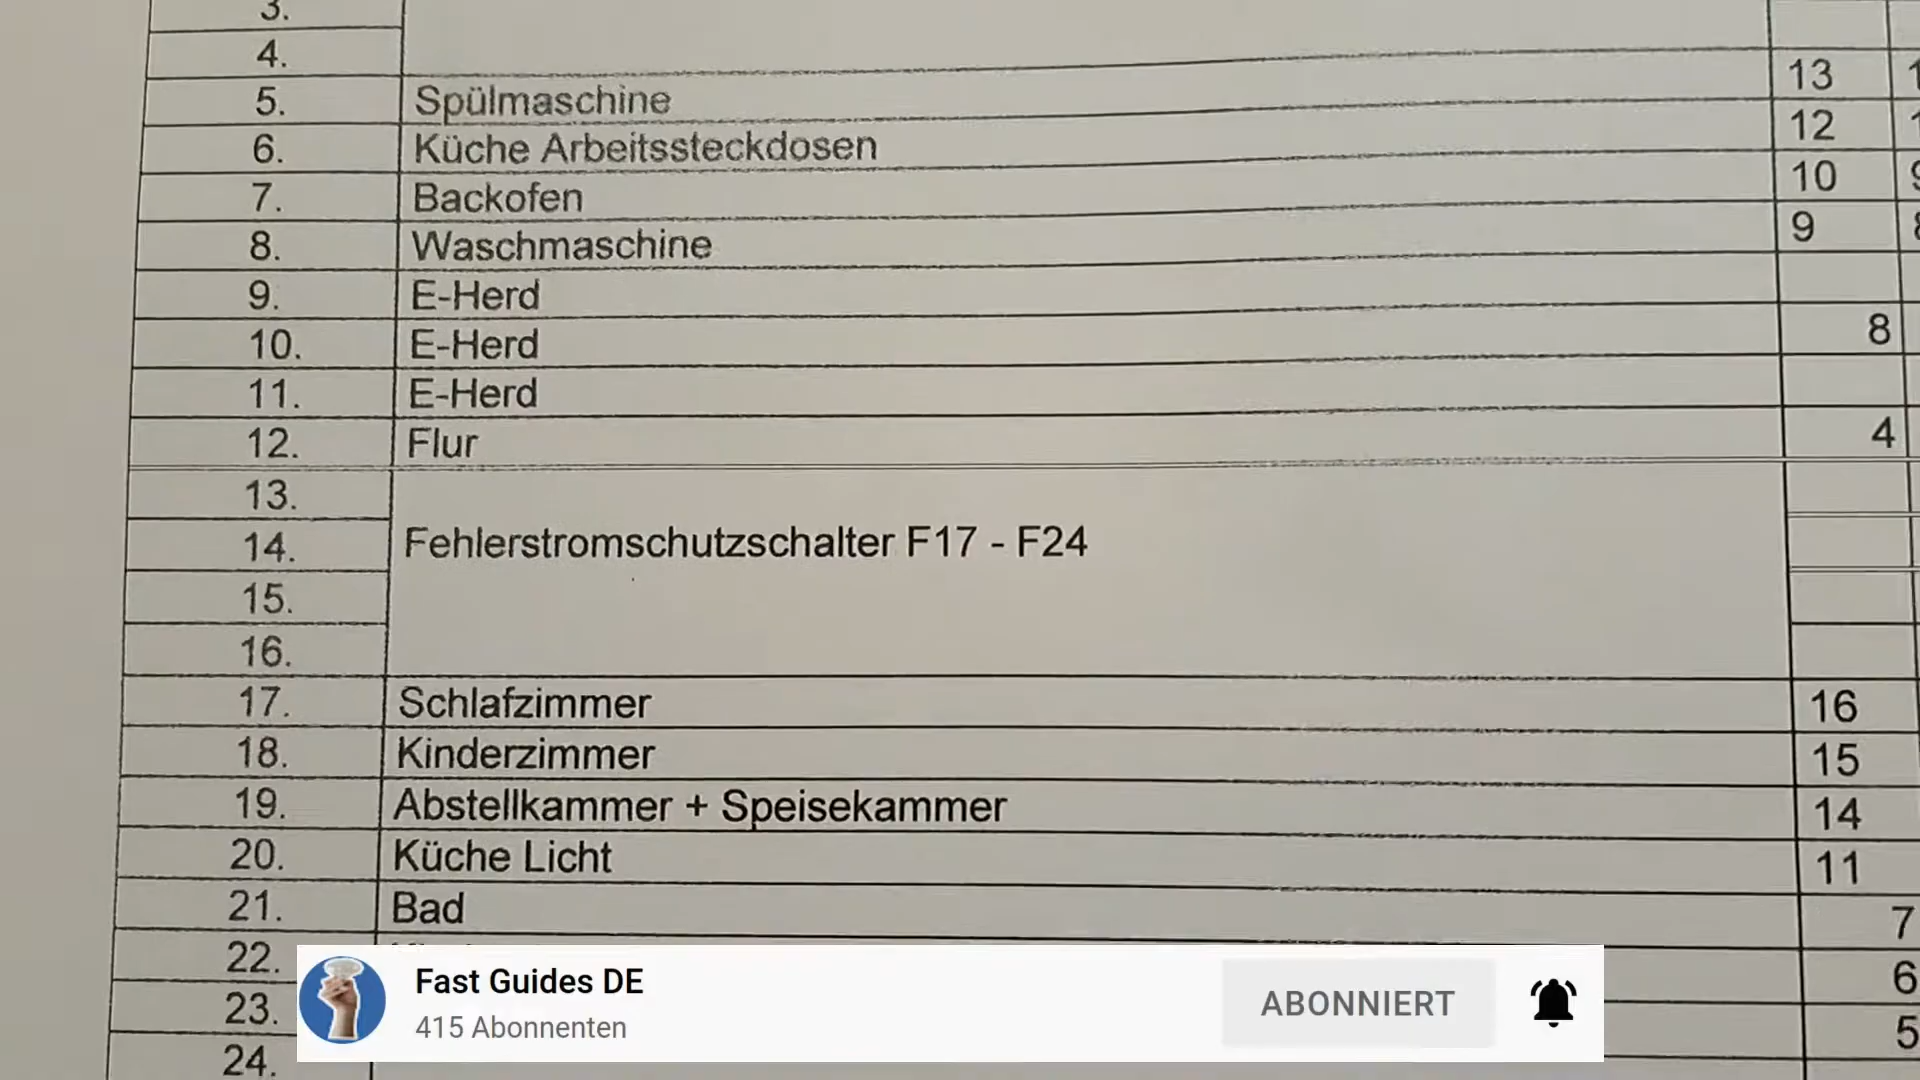 3.
4.
5. Spülmaschine 13
6. Küche Arbeitssteckdosen 12
7. Backofen 10
8. Waschmaschine 9
9. E-Herd
10. E-Herd 8
11. E-Herd
12. Flur 4
13.
14. Fehlerstromschutzschalter F17 - F24
15.
16.
17. Schlafzimmer 16
18. Kinderzimmer 15
19. Abstellkammer + Speisekammer 14
20. Küche Licht 11
21. Bad 7
22. 6
23. 5
24.
Fast Guides DE
415 Abonnenten
ABONNIERT